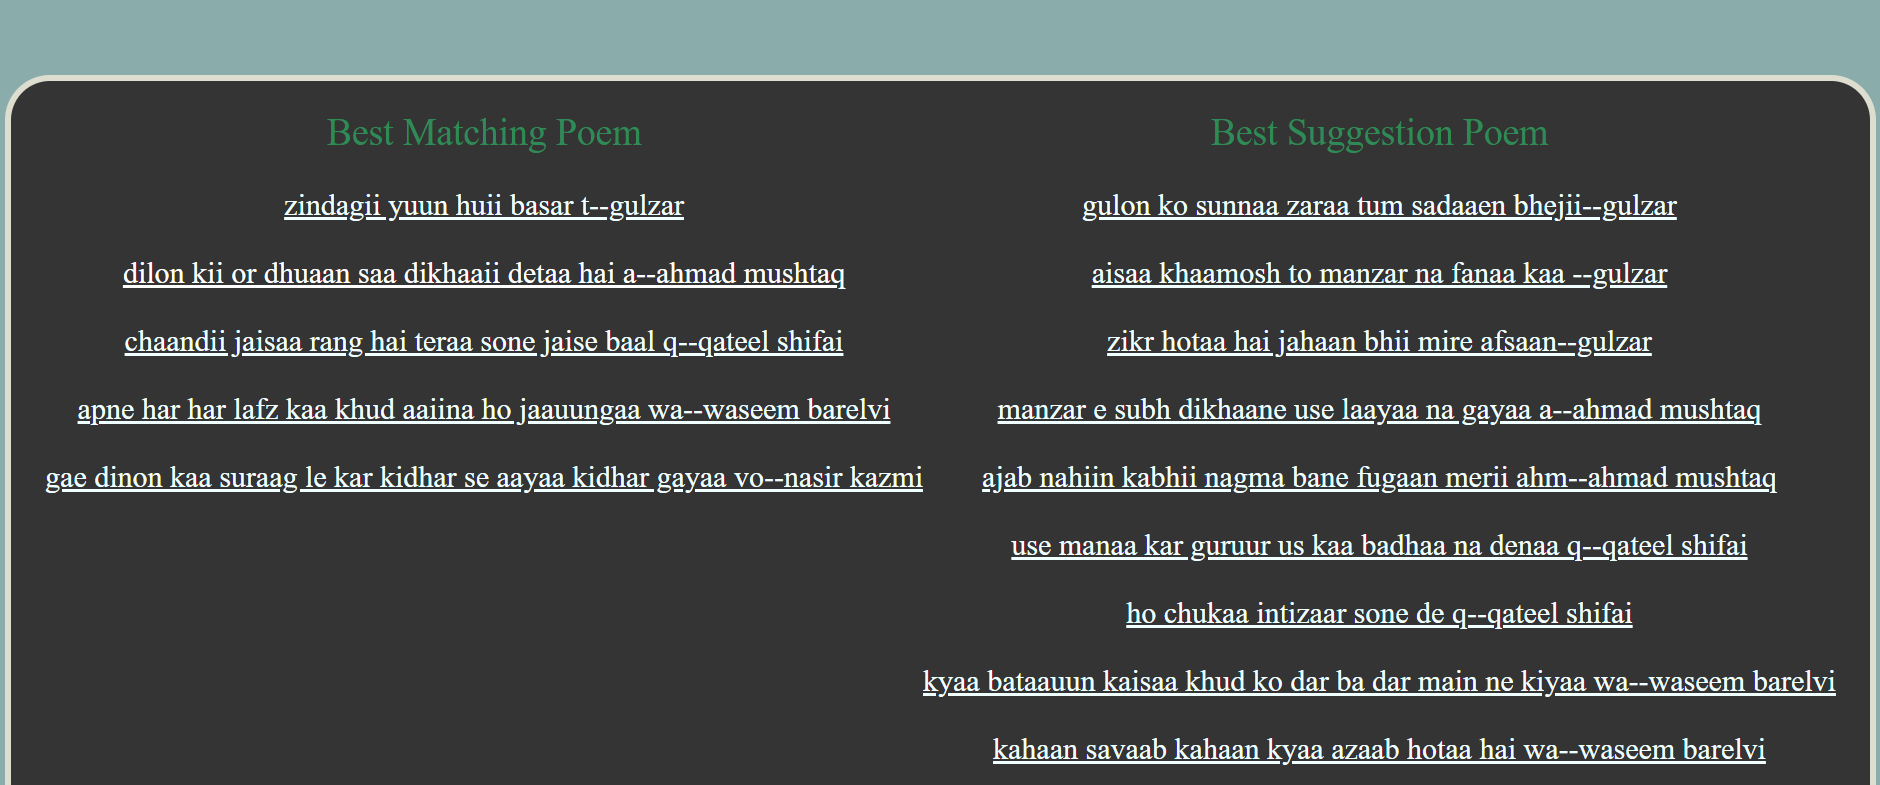 Best Matching Poem
zindagii yuun huii basar t--gulzar
dilon kii or dhuaan saa dikhaaii detaa hai a--ahmad mushtaq
chaandii jaisaa rang hai teraa sone jaise baal q--qateel shifai
apne har har lafz kaa khud aaiina ho jaauungaa wa--waseem barelvi
gae dinon kaa suraag le kar kidhar se aayaa kidhar gayaa vo--nasir kazmi
Best Suggestion Poem
gulon ko sunnaa zaraa tum sadaaen bhejii--gulzar
aisaa khaamosh to manzar na fanaa kaa --gulzar
zikr hotaa hai jahaan bhii mire afsaan--gulzar
manzar e subh dikhaane use laayaa na gayaa a--ahmad mushtaq
ajab nahiin kabhii nagma bane fugaan merii ahm--ahmad mushtaq
use manaa kar guruur us kaa badhaa na denaa q--qateel shifai
ho chukaa intizaar sone de q--qateel shifai
kyaa bataauun kaisaa khud ko dar ba dar main ne kiyaa wa--waseem barelvi
kahaan savaab kahaan kyaa azaab hotaa hai wa--waseem barelvi